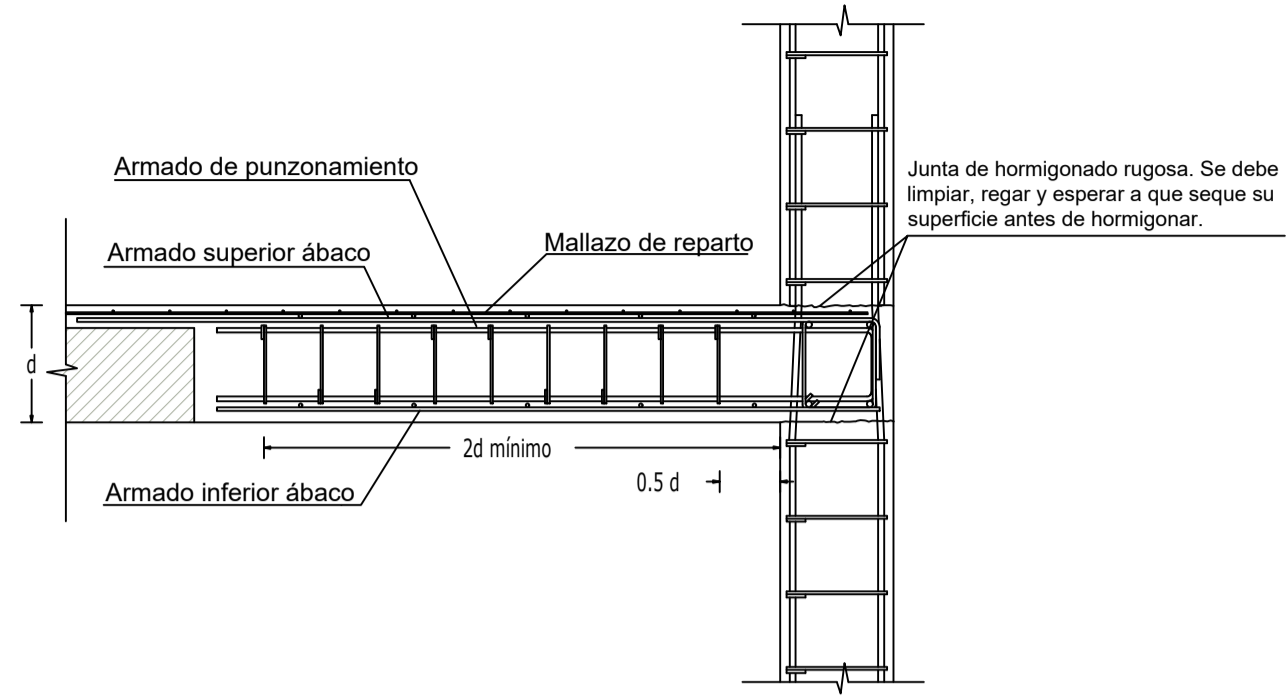 Armado de punzonamiento
Junta de hormigonado rugosa. Se debe
limpiar, regar y esperar a que seque su
superficie antes de hormigonar.
Armado superior ábaco
Mallazo de reparto
d
2d mínimo
0.5 d
Armado inferior ábaco